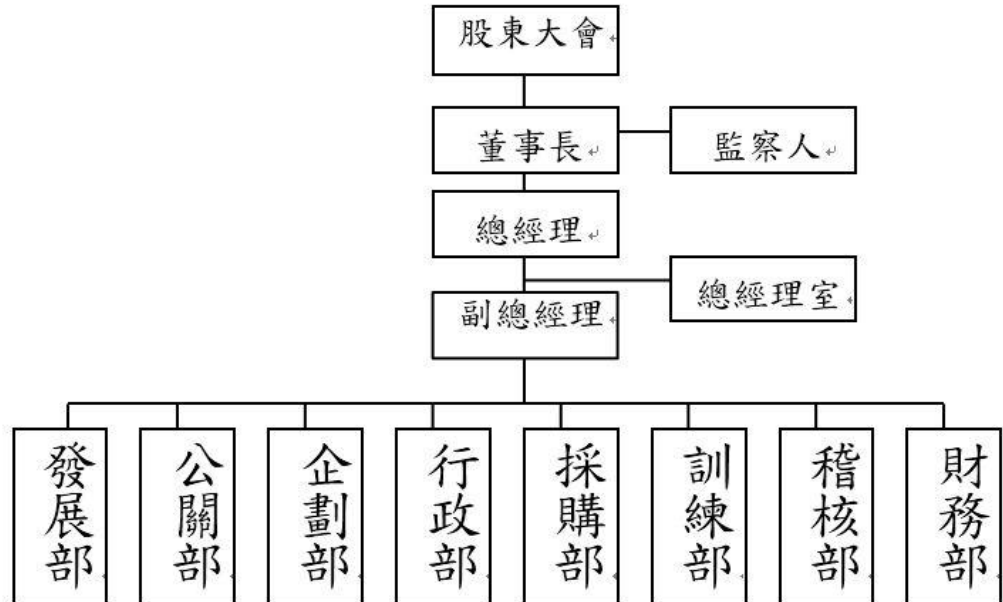 股東大會
董事長
監察人
總經理
總經理室
副總經理
發展部
公關部
企劃部
行政部
採購部
訓練部
稽核部
財務部